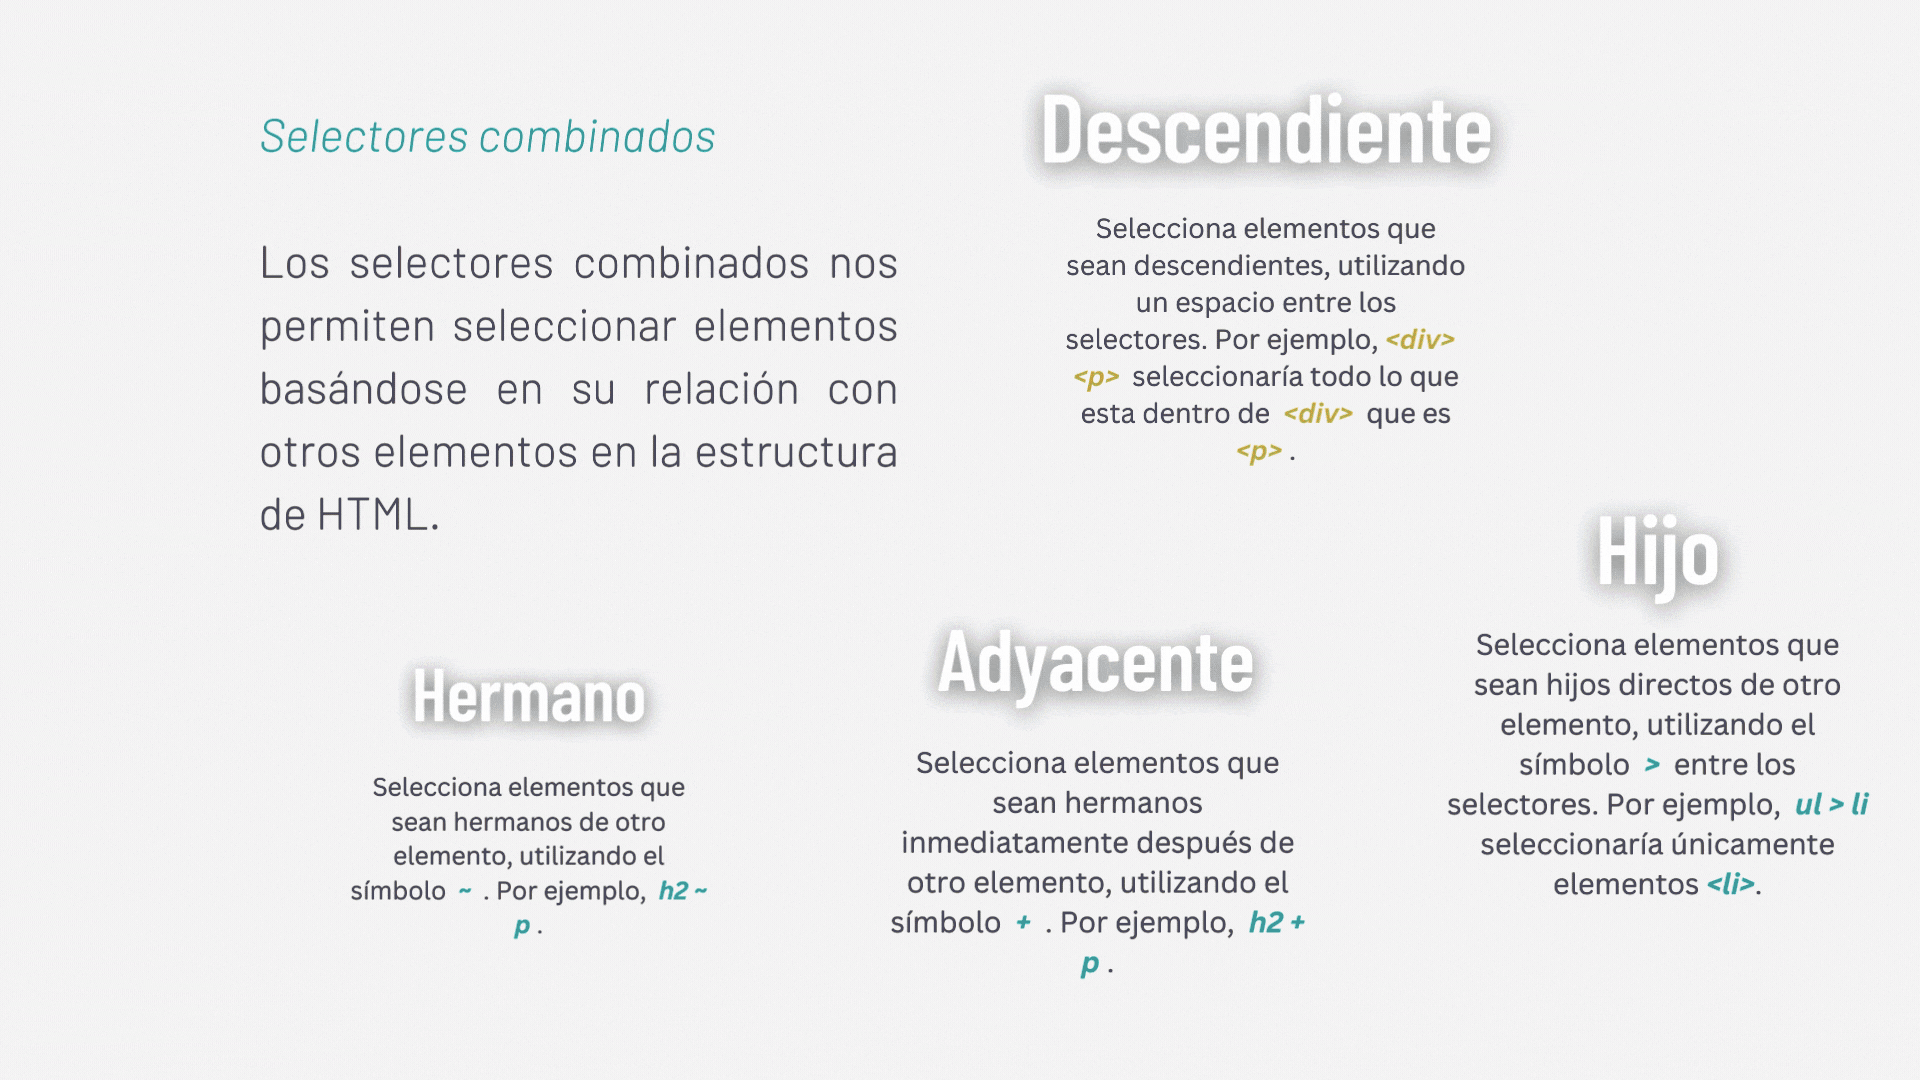 Selectores combinados
Los selectores combinados nos
permiten seleccionar elementos
basándose en su relación con
otros elementos en la estructura
de HTML.
Descendiente
Selecciona elementos que
sean descendientes, utilizando
un espacio entre los
selectores. Por ejemplo, <div>
<p> seleccionaría todo lo que
esta dentro de <div> que es
<p> .
Hijo
Selecciona elementos que
sean hijos directos de otro
elemento, utilizando el
símbolo > entre los
selectores. Por ejemplo, ul > li
seleccionaría únicamente
elementos <li>.
Adyacente
Selecciona elementos que
sean hermanos
inmediatamente después de
otro elemento, utilizando el
símbolo + . Por ejemplo, h2 +
p .
Hermano
Selecciona elementos que
sean hermanos de otro
elemento, utilizando el
símbolo ~ . Por ejemplo, h2 ~
p .